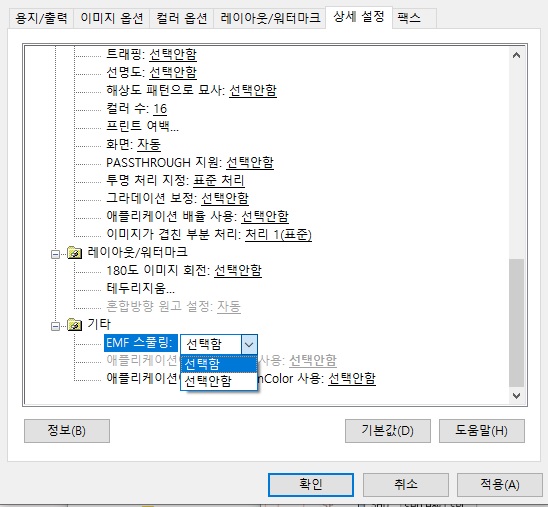 용지/출력 이미지 옵션 컬러 옵션 레이아웃/워터마크 상세 설정 팩스
트래핑: 선택안함
선명도: 선택안함
해상도 패턴으로 묘사: 선택안함
컬러 수: 16
프린트 여백...
화면: 자동
PASSTHROUGH 지원: 선택안함
투명 처리 지정: 표준 처리
그라데이션 보정: 선택안함
애플리케이션 배율 사용: 선택안함
이미지가 겹친 부분 처리: 처리 1(표준)
레이아웃/워터마크
180도 이미지 회전: 선택안함
테두리지움...
혼합방향 원고 설정: 자동
기타
EMF 스풀링: 선택함
선택함
선택안함
애플리케이션 사용: 선택안함
애플리케이션 Color 사용: 선택안함
정보(B) 기본값(D) 도움말(H)
확인 취소 적용(A)